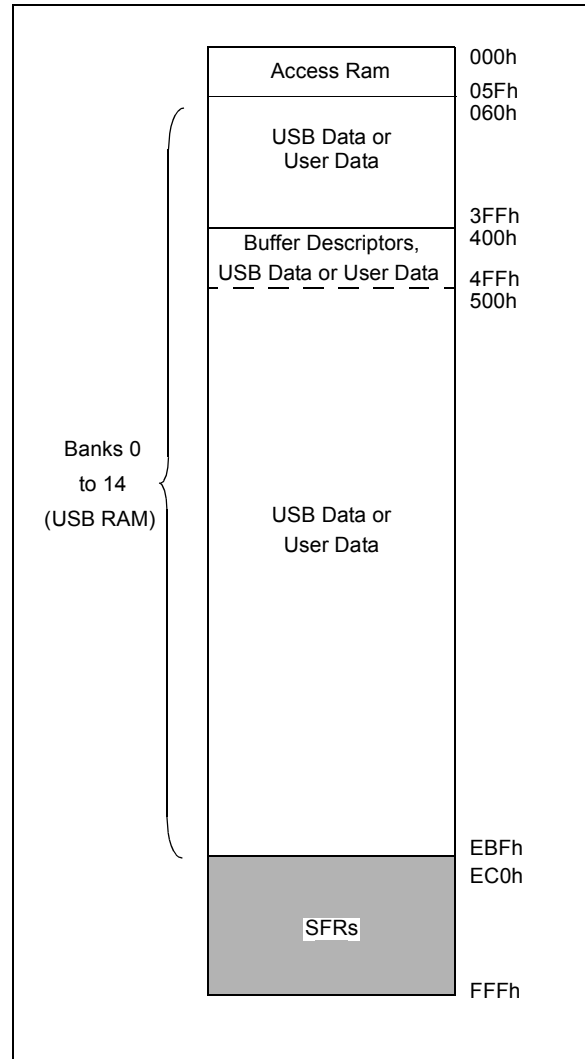 Access Ram
000h
05Fh
060h
USB Data or
User Data
3FFh
400h
Buffer Descriptors,
USB Data or User Data
4FFh
500h
Banks 0
to 14
(USB RAM)
USB Data or
User Data
EBFh
EC0h
SFRs
FFFh